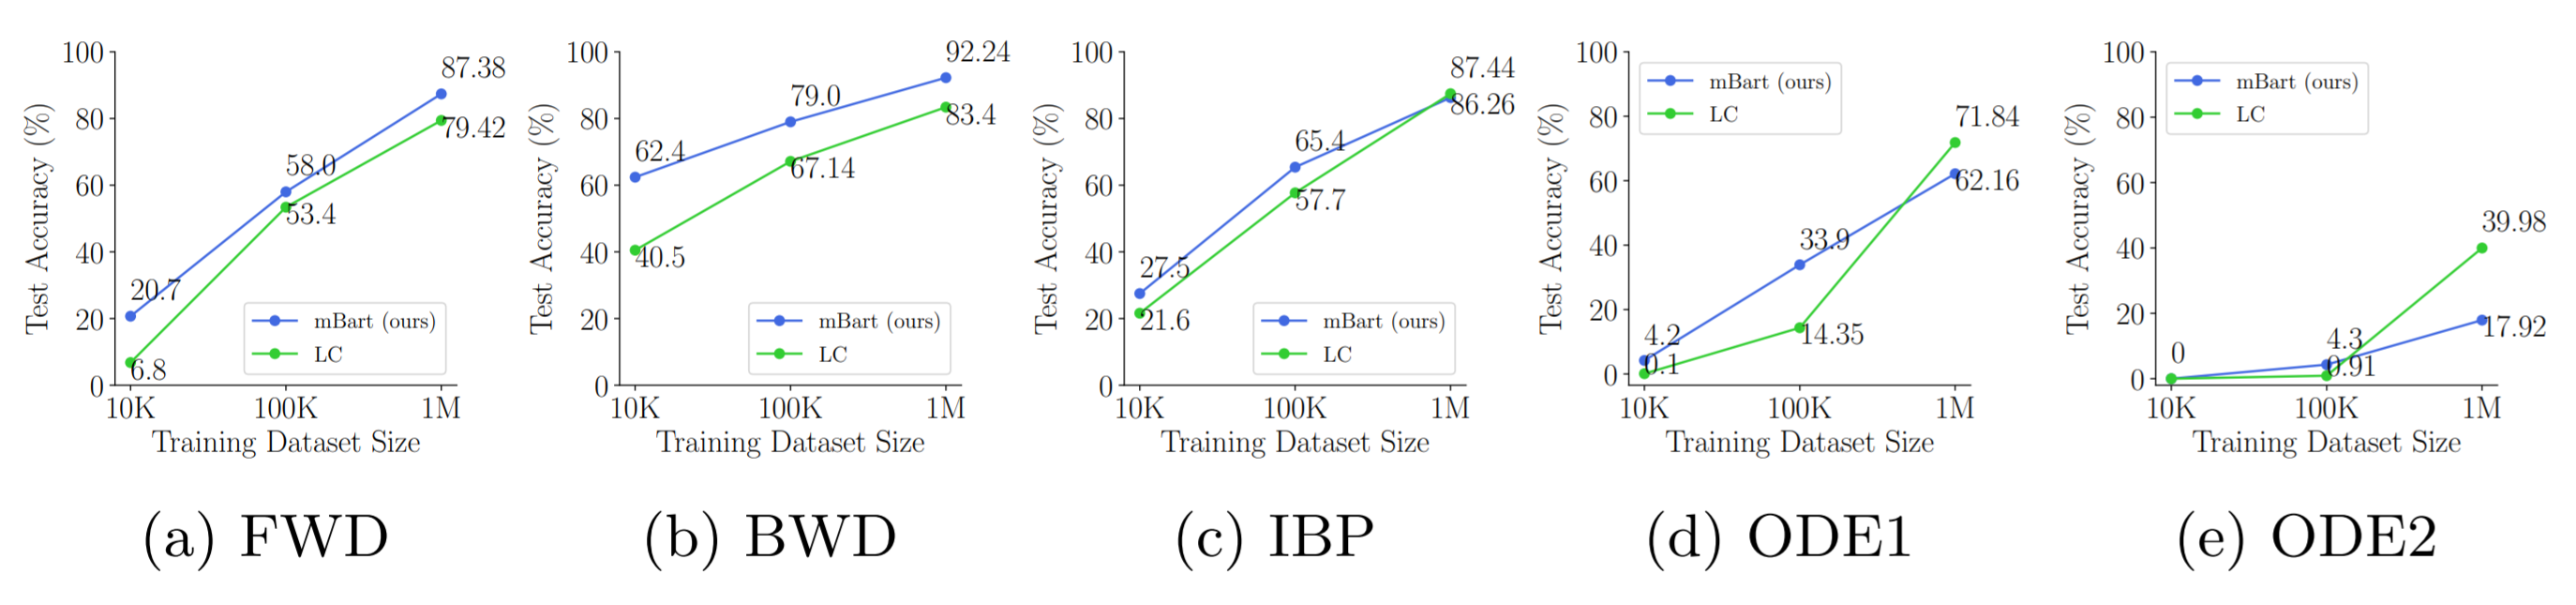 100
80
60
40
20
0
Test Accuracy (%)
87.38
79.42
58.0
53.4
20.7
6.8
mBart (ours)
LC
10K 100K 1M
Training Dataset Size
(a) FWD
100
80
60
40
20
0
Test Accuracy (%)
92.24
83.4
79.0
67.14
62.4
40.5
mBart (ours)
LC
10K 100K 1M
Training Dataset Size
(b) BWD
100
80
60
40
20
0
Test Accuracy (%)
87.44
86.26
65.4
57.7
27.5
21.6
mBart (ours)
LC
10K 100K 1M
Training Dataset Size
(c) IBP
100
80
60
40
20
0
Test Accuracy (%)
mBart (ours)
LC
71.84
62.16
33.9
14.35
4.2
0.1
10K 100K 1M
Training Dataset Size
(d) ODE1
100
80
60
40
20
0
Test Accuracy (%)
mBart (ours)
LC
39.98
17.92
4.3
0.91
0
10K 100K 1M
Training Dataset Size
(e) ODE2